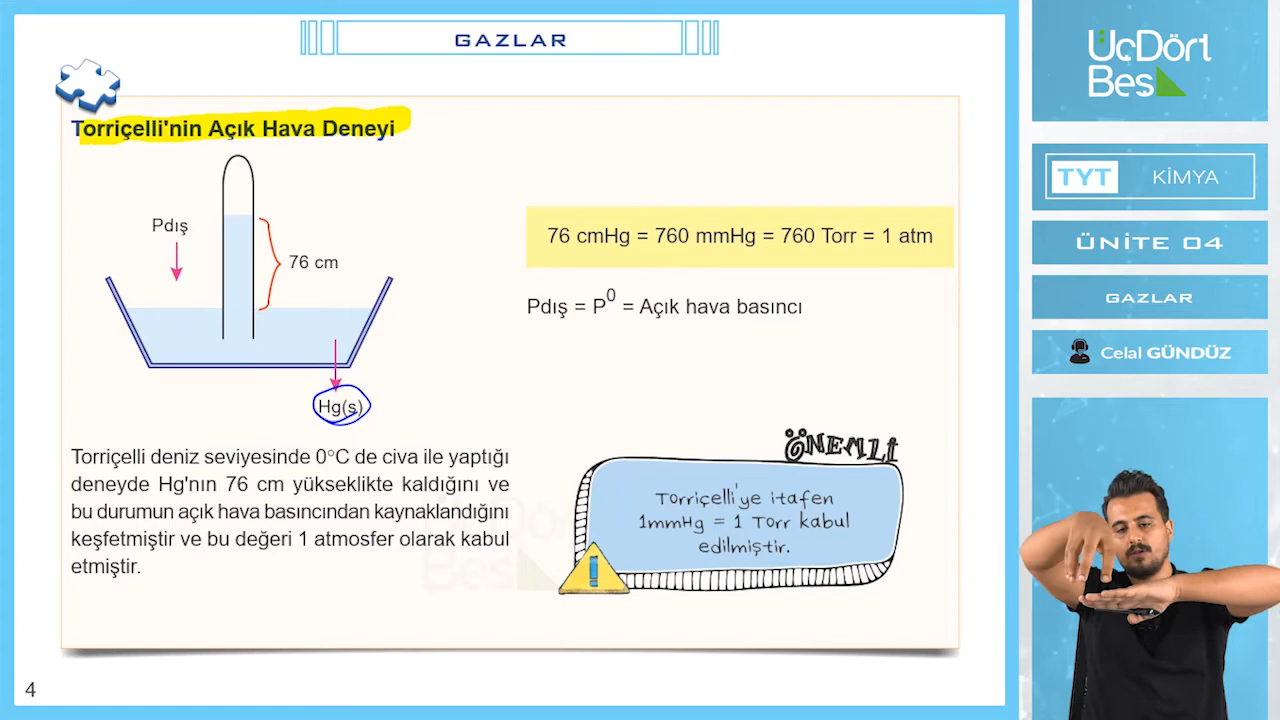 GAZLAR
Torriçelli'nin Açık Hava Deneyi
Pdış
76 cm
Hg(s)
76 cmHg = 760 mmHg = 760 Torr = 1 atm
Pdış = P⁰ = Açık hava basıncı
Torriçelli deniz seviyesinde 0°C de civa ile yaptığı
deneyde Hg'nın 76 cm yükseklikte kaldığını ve
bu durumun açık hava basıncından kaynaklandığını
keşfetmiştir ve bu değeri 1 atmosfer olarak kabul
etmiştir.
ÖNEMLİ
Torriçelli'ye itafen
1mmHg = 1 Torr kabul
edilmiştir.
4
ÜçDört
Beş
TYT KİMYA
ÜNİTE 04
GAZLAR
Celal GÜNDÜZ
ÜçDört
Beş